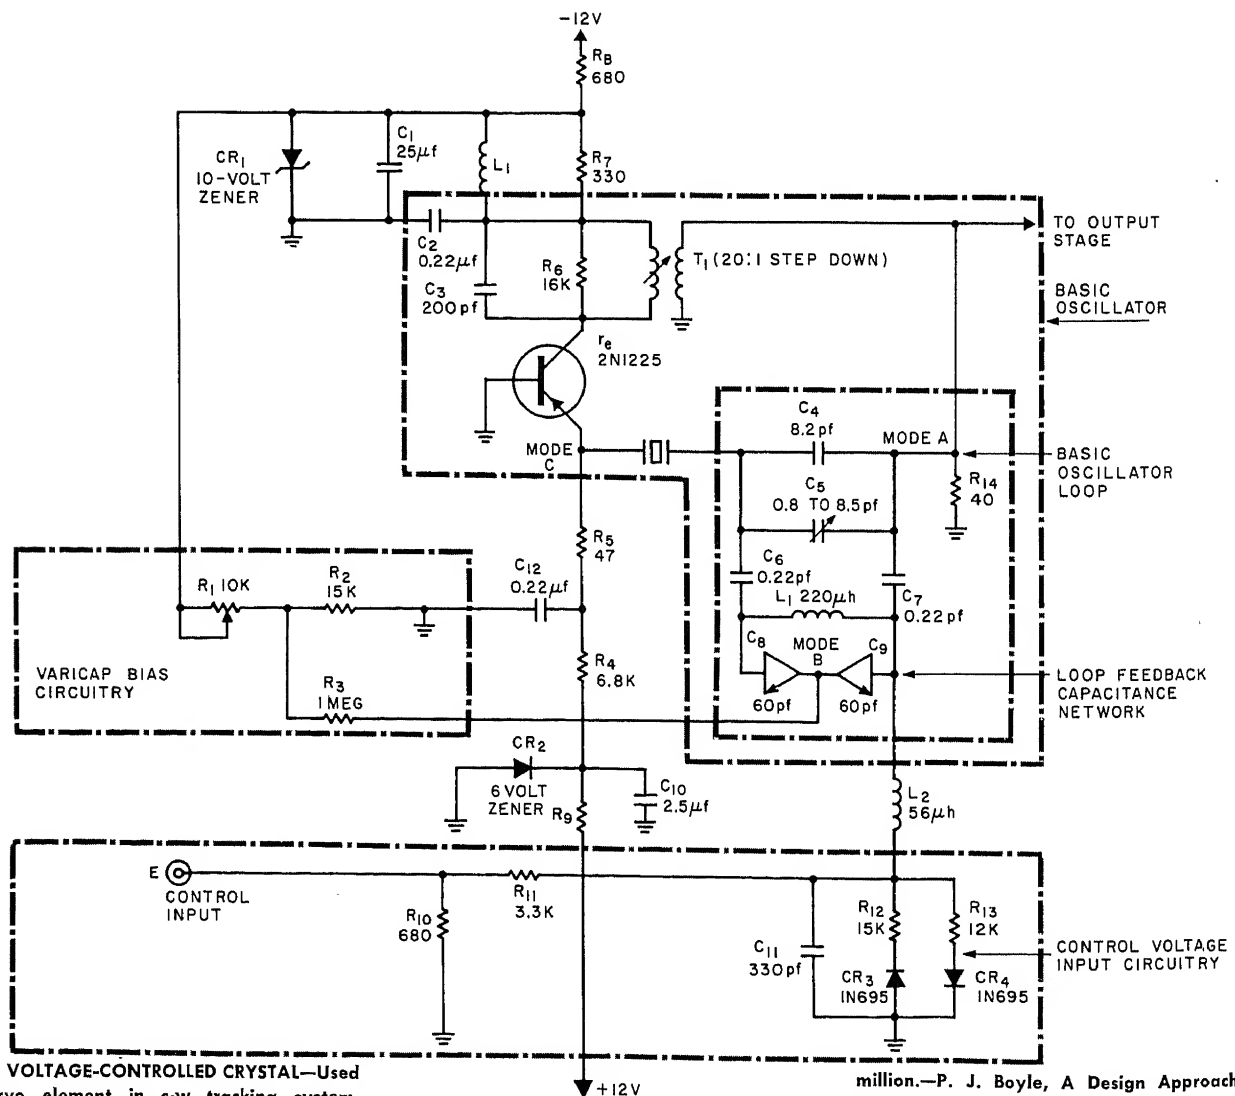 -12V
RB
680
C1
25μf
CR1
10-VOLT
ZENER
L1
R7
330
C2
0.22μf
C3
200pf
R6
16K
T1 (20:1 STEP DOWN)
TO OUTPUT
STAGE
BASIC
OSCILLATOR
re
2N1225
C4
8.2pf
MODE A
MODE
C
BASIC
OSCILLATOR
LOOP
R14
40
C5
0.8 TO 8.5pf
R5
47
C6
0.22pf
C12
0.22μf
L1 220μh
C7
0.22pf
R1 10K
R2
15K
C8
MODE
B
C9
60pf
60pf
R4
6.8K
VARICAP BIAS
CIRCUITRY
R3
1 MEG
LOOP FEEDBACK
CAPACITANCE
NETWORK
CR2
6 VOLT
ZENER
R9
C10
2.5μf
L2
56μh
E
CONTROL
INPUT
R11
3.3K
R10
680
R12
15K
R13
12K
C11
330pf
CR3
IN695
CR4
IN695
CONTROL VOLTAGE
INPUT CIRCUITRY
VOLTAGE-CONTROLLED CRYSTAL—Used
+12V
million.—P. J. Boyle, A Design Approach